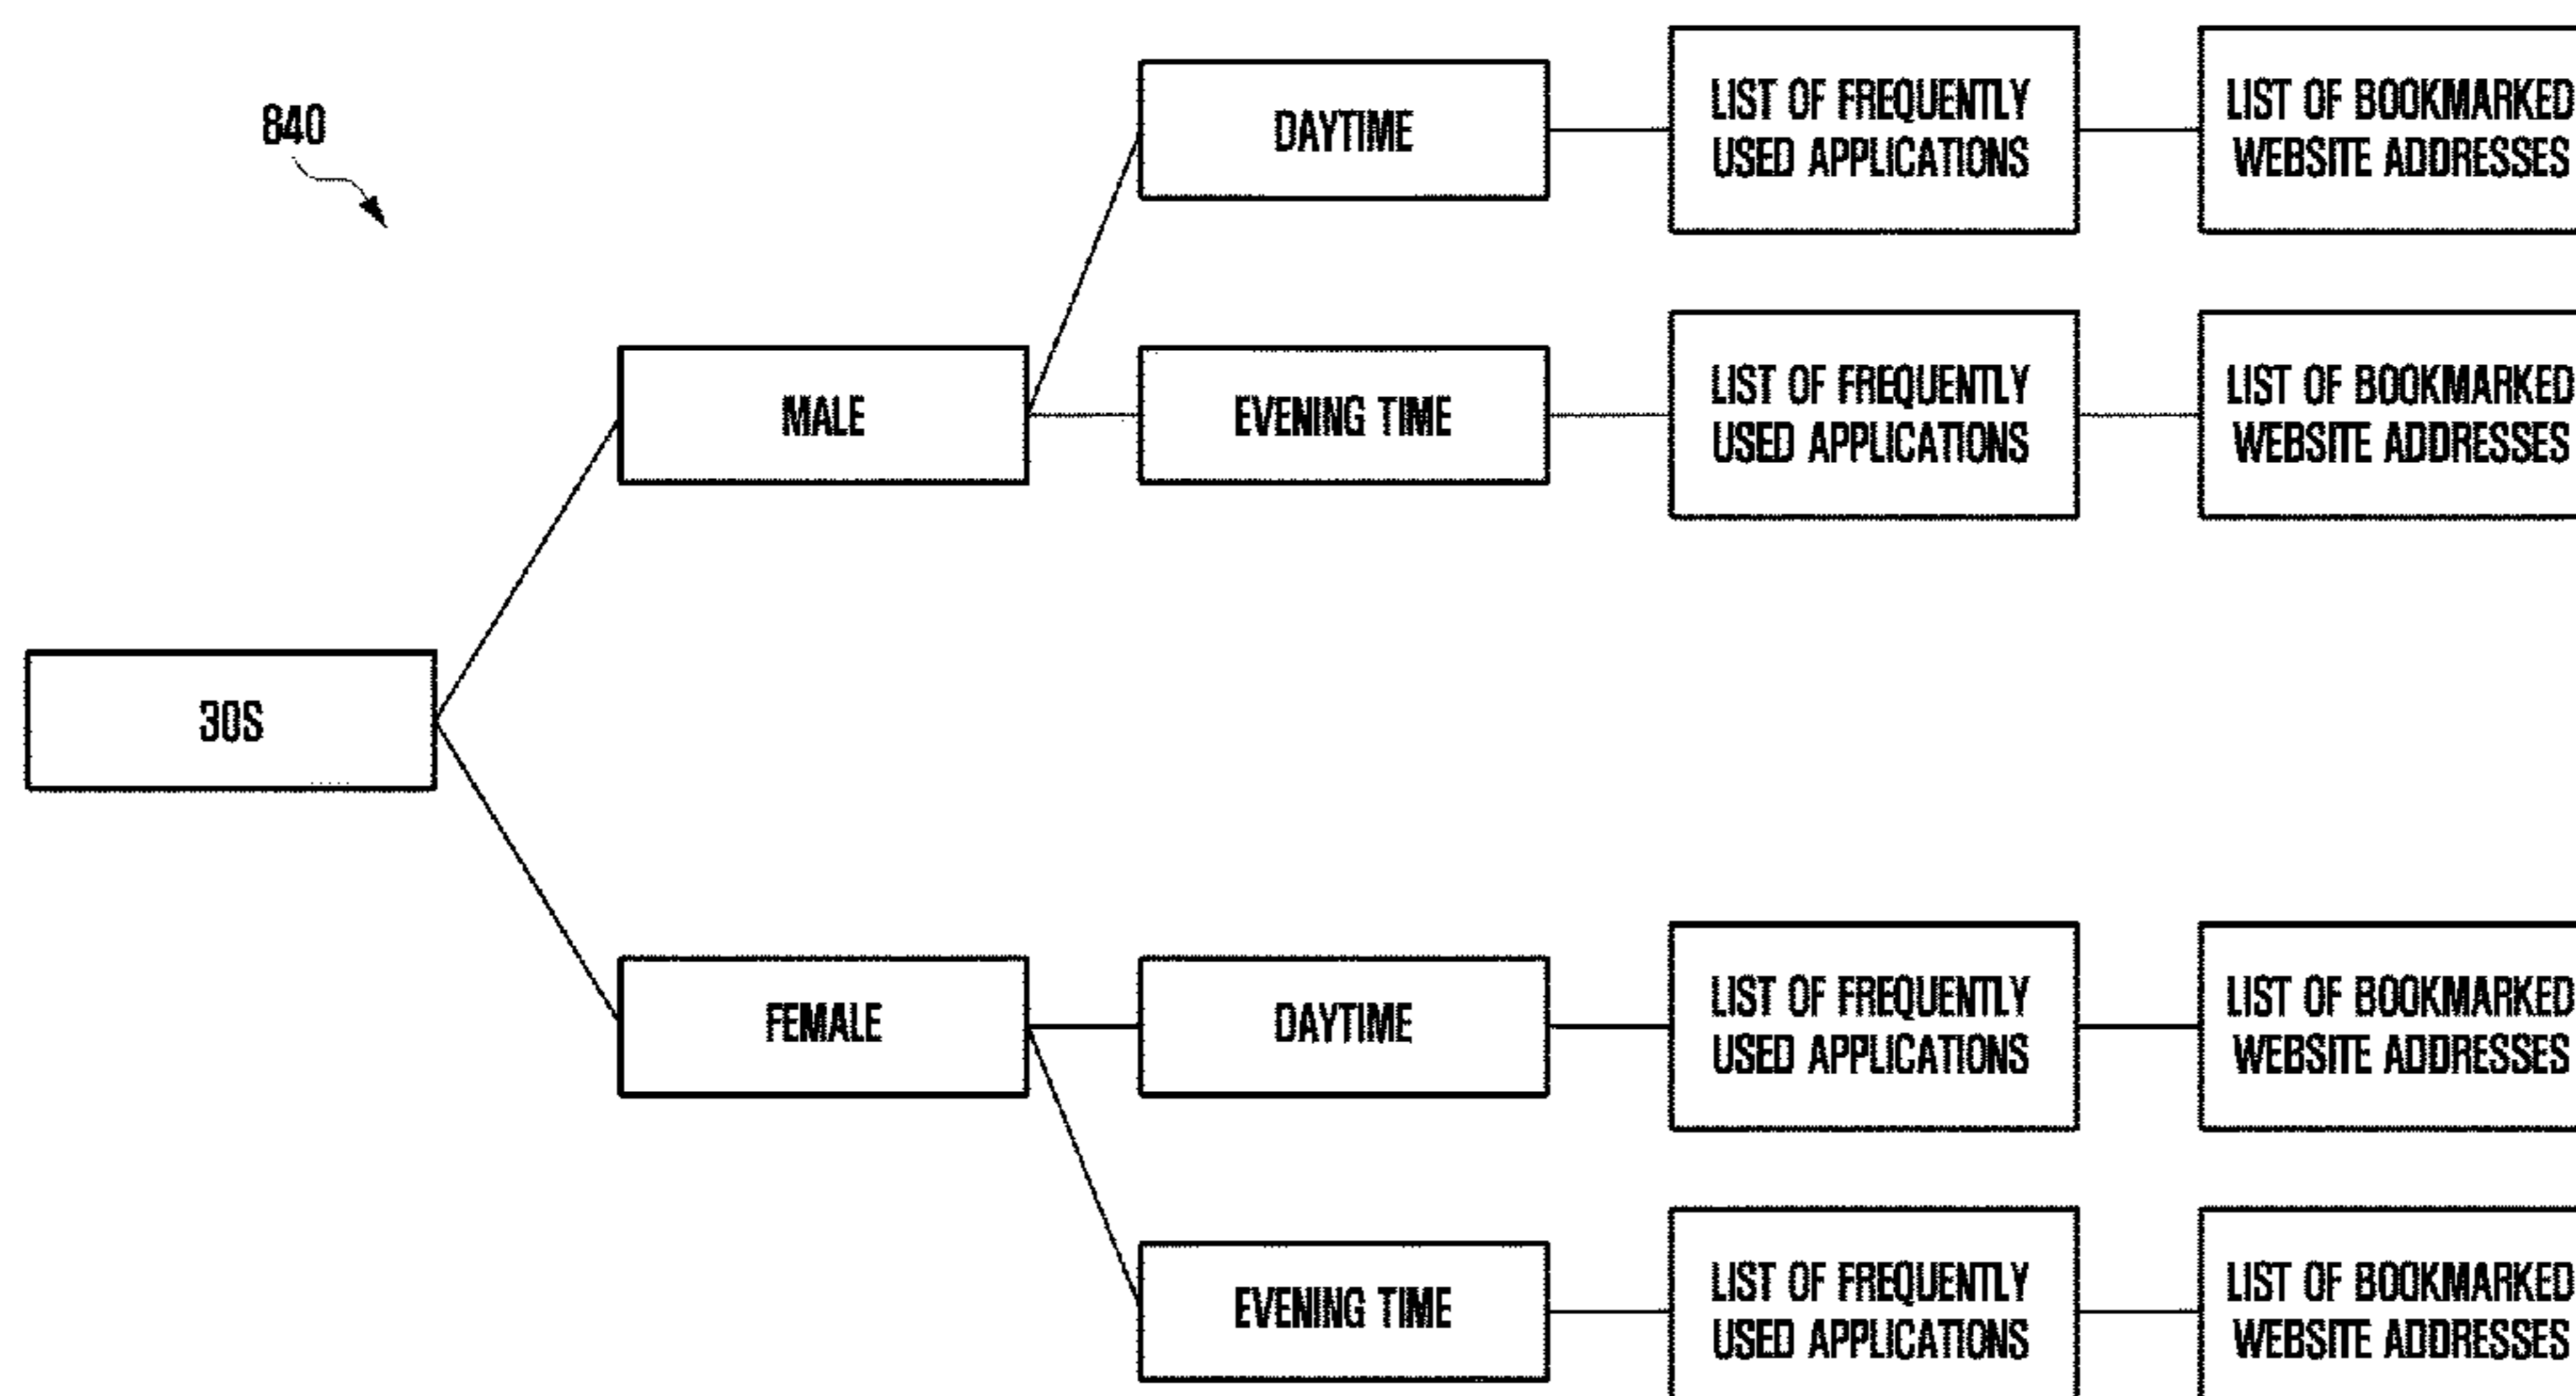 840
DAYTIME
LIST OF FREQUENTLY
USED APPLICATIONS
LIST OF BOOKMARKED
WEBSITE ADDRESSES
MALE
EVENING TIME
LIST OF FREQUENTLY
USED APPLICATIONS
LIST OF BOOKMARKED
WEBSITE ADDRESSES
30S
FEMALE
DAYTIME
LIST OF FREQUENTLY
USED APPLICATIONS
LIST OF BOOKMARKED
WEBSITE ADDRESSES
EVENING TIME
LIST OF FREQUENTLY
USED APPLICATIONS
LIST OF BOOKMARKED
WEBSITE ADDRESSES